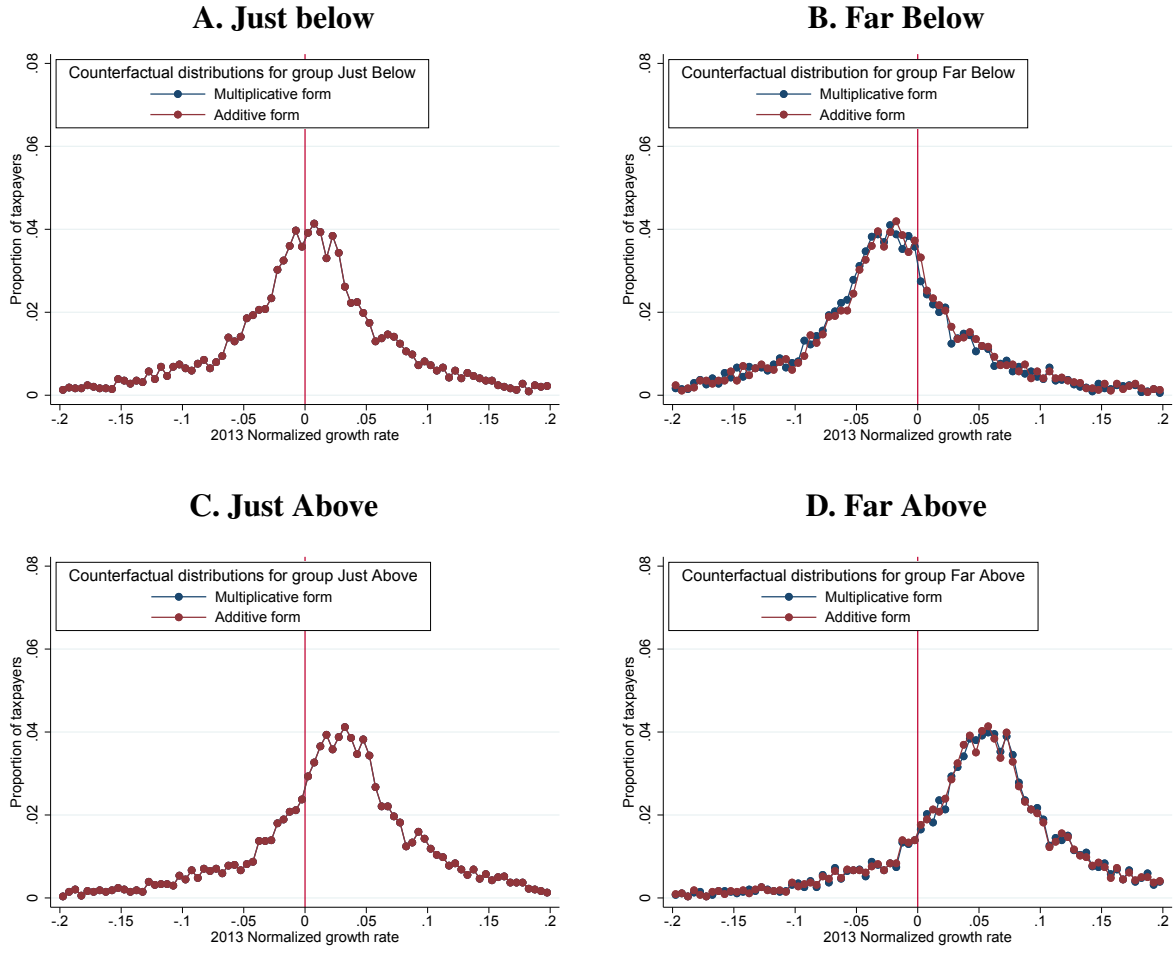 A. Just below
Counterfactual distributions for group Just Below
Multiplicative form
Additive form
Proportion of taxpayers
.08
.06
.04
.02
0
-.2 -.15 -.1 -.05 0 .05 .1 .15 .2
2013 Normalized growth rate
B. Far Below
Counterfactual distribution for group Far Below
Multiplicative form
Additive form
Proportion of taxpayers
.08
.06
.04
.02
0
-.2 -.15 -.1 -.05 0 .05 .1 .15 .2
2013 Normalized growth rate
C. Just Above
Counterfactual distributions for group Just Above
Multiplicative form
Additive form
Proportion of taxpayers
.08
.06
.04
.02
0
-.2 -.15 -.1 -.05 0 .05 .1 .15 .2
2013 Normalized growth rate
D. Far Above
Counterfactual distributions for group Far Above
Multiplicative form
Additive form
Proportion of taxpayers
.08
.06
.04
.02
0
-.2 -.15 -.1 -.05 0 .05 .1 .15 .2
2013 Normalized growth rate